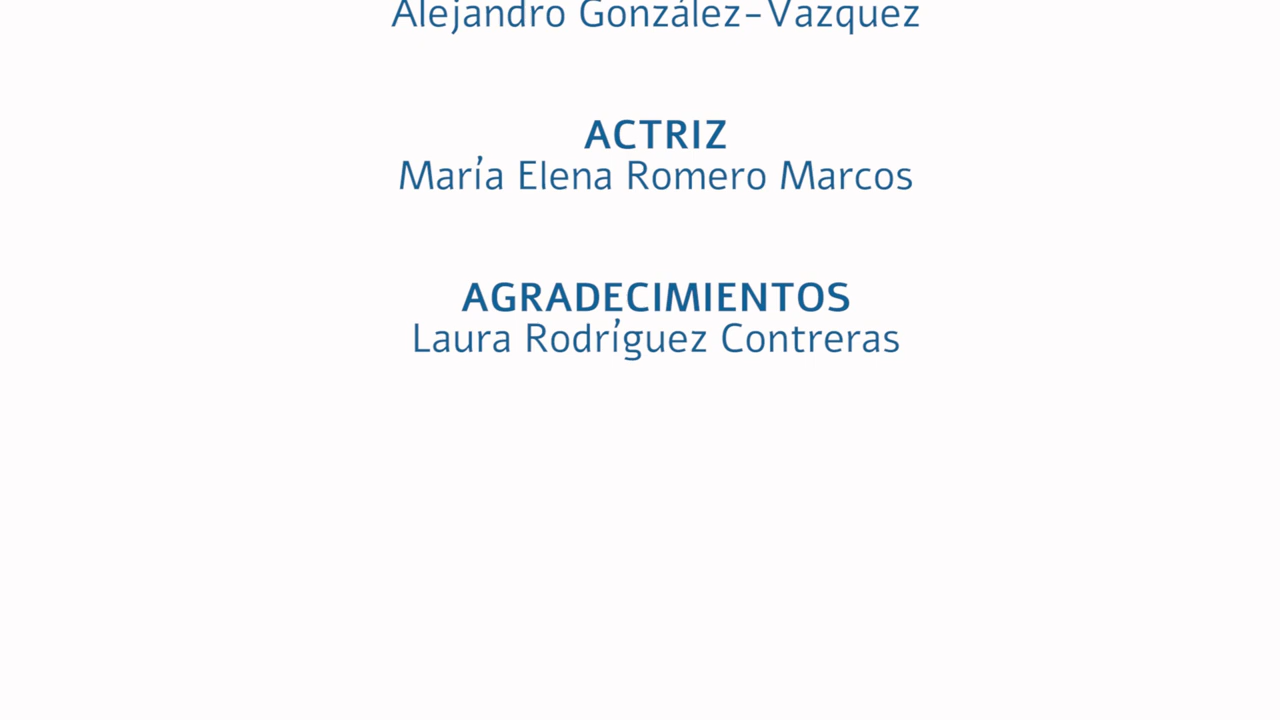 Alejandro González-Vazquez
ACTRIZ
María Elena Romero Marcos
AGRADECIMIENTOS
Laura Rodríguez Contreras